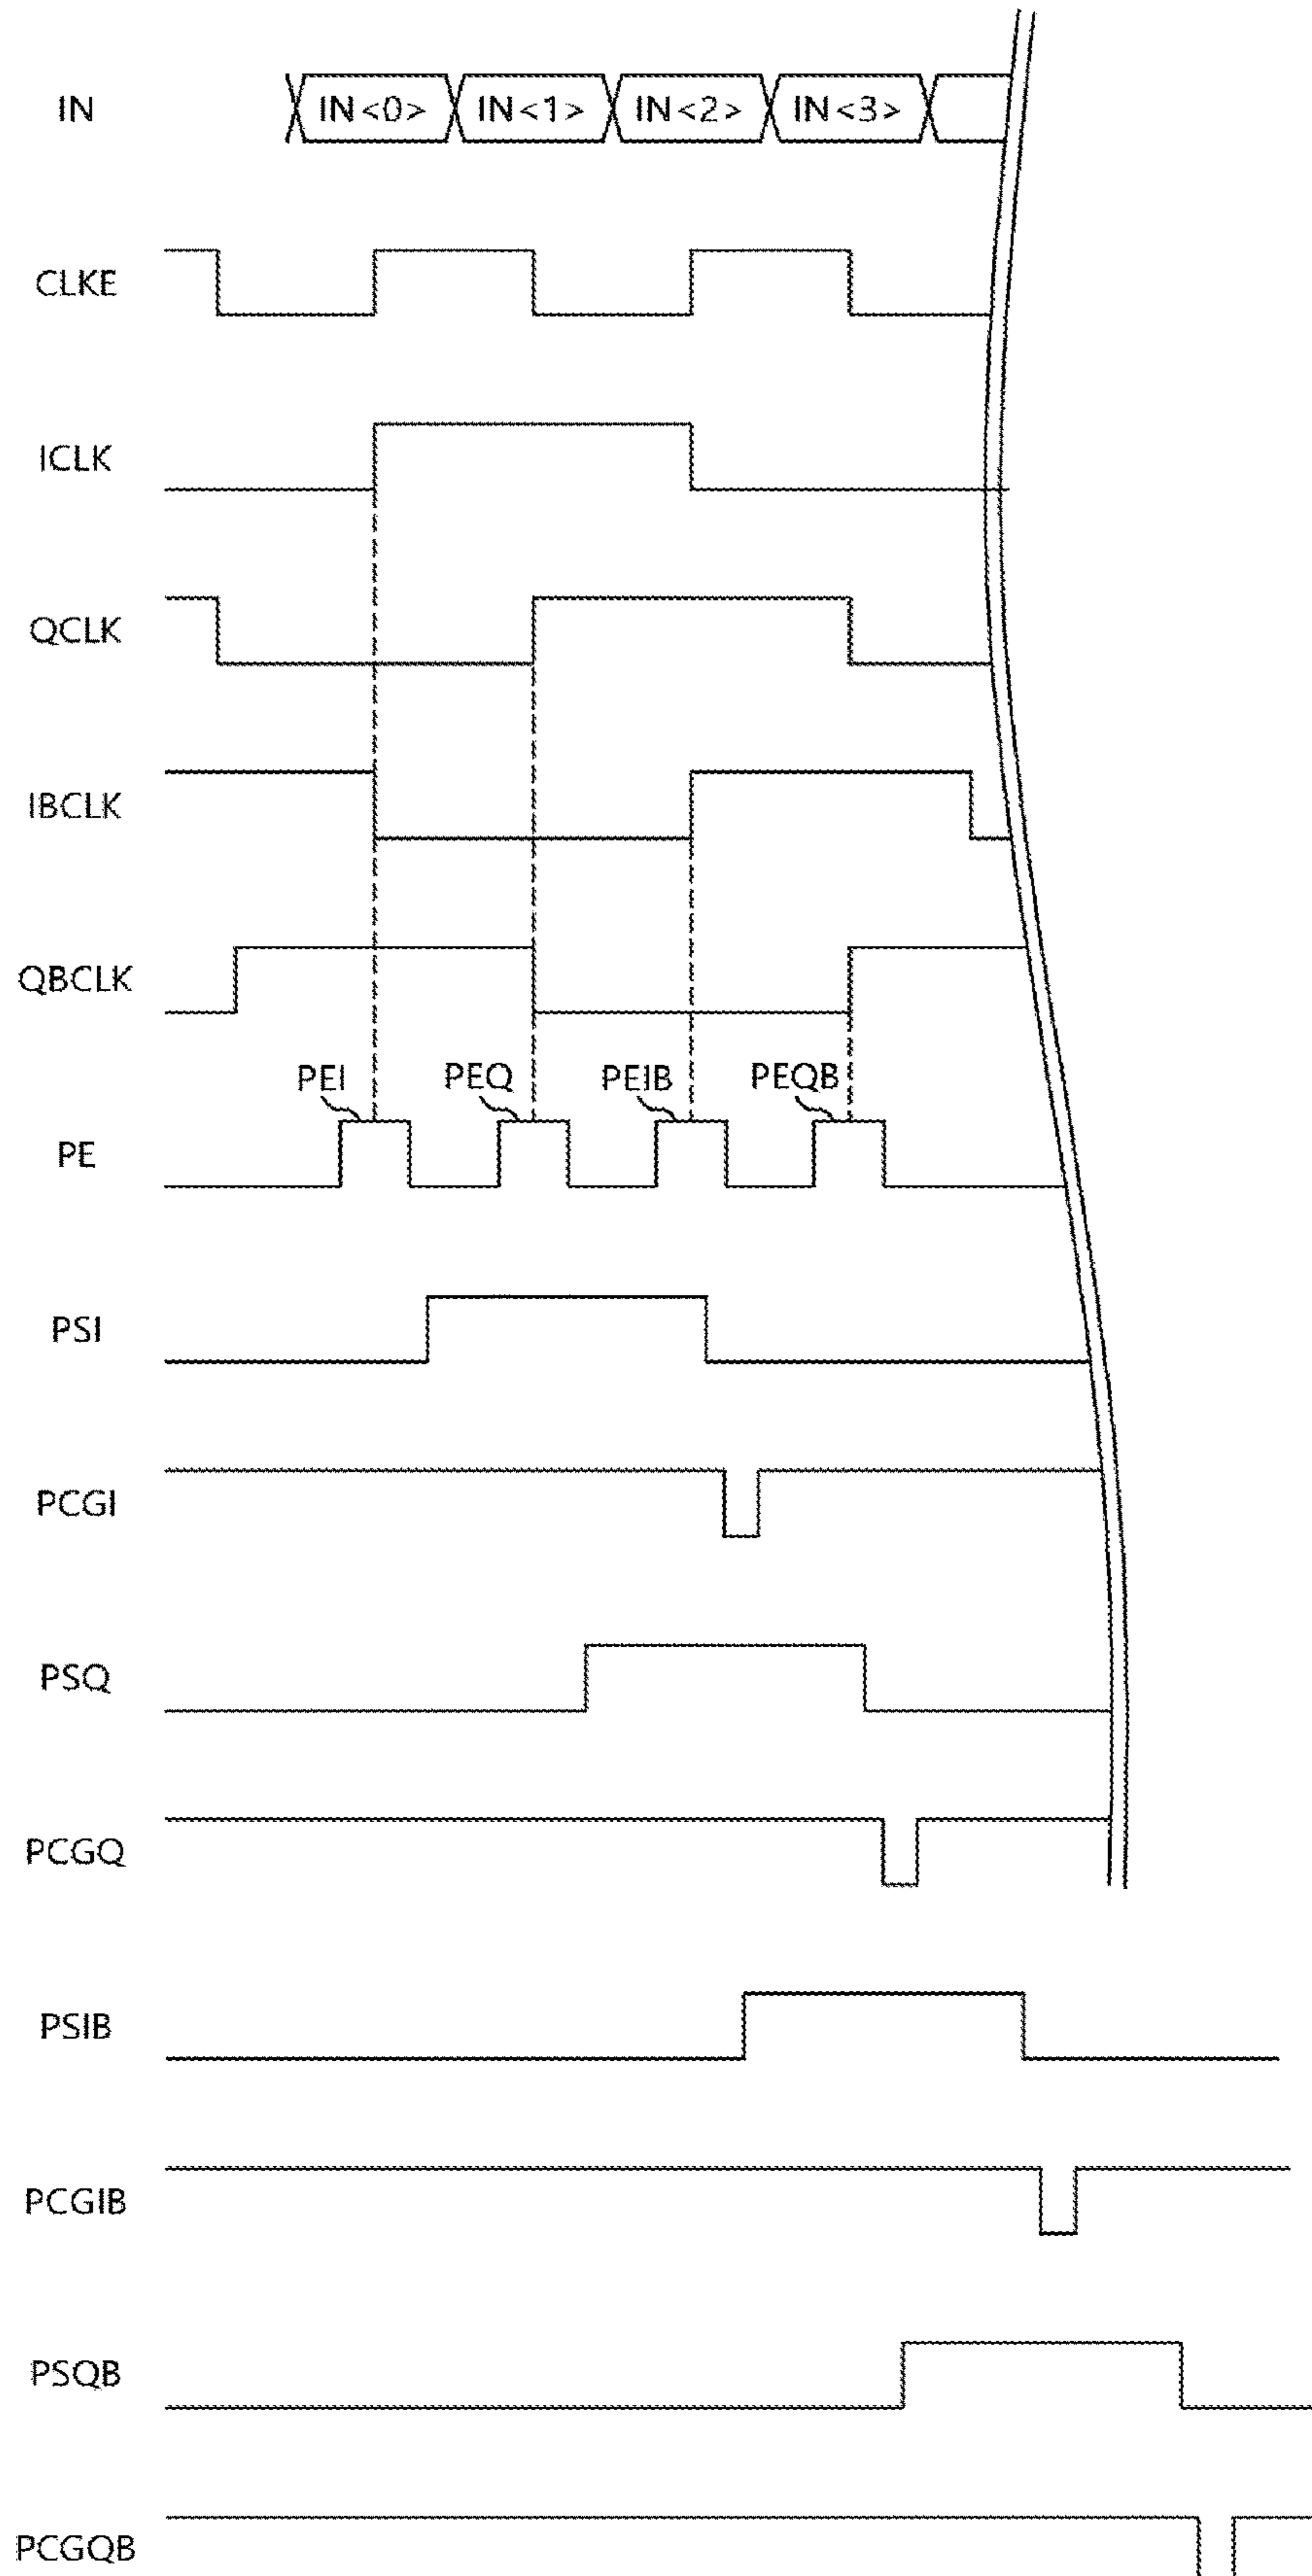 IN IN<0> IN<1> IN<2> IN<3>
CLKE
ICLK
QCLK
IBCLK
QBCLK
PEI PEQ PEIB PEQB
PE
PSI
PCGI
PSQ
PCGQ
PSIB
PCGIB
PSQB
PCGQB